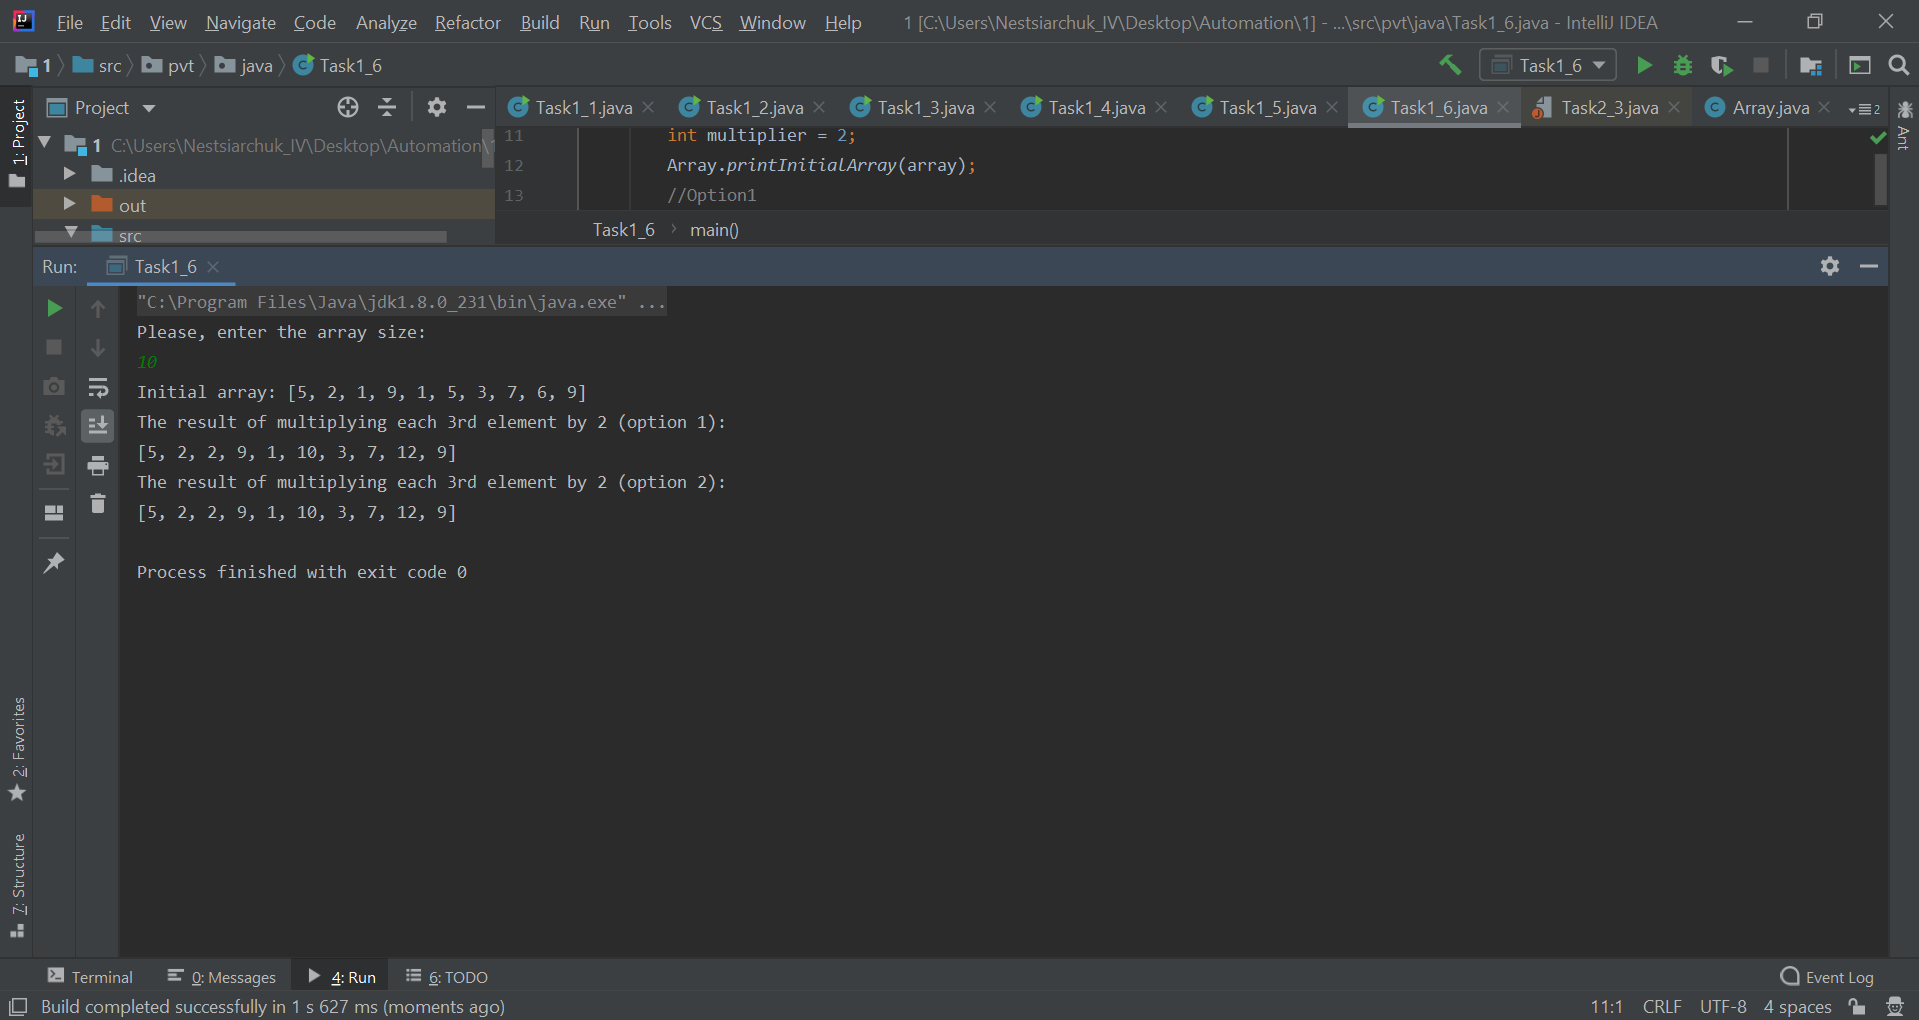 File Edit View Navigate Code Analyze Refactor Build Run Tools VCS Window Help 1 [C:\Users\Nestsiarchuk_IV\Desktop\Automation\1] - ...\src\pvt\java\Task1_6.java - IntelliJ IDEA
1 src pvt java Task1_6 Task1_6
Project Task1_1.java Task1_2.java Task1_3.java Task1_4.java Task1_5.java Task1_6.java Task2_3.java Array.java 2
1: Project
Ant
1 C:\Users\Nestsiarchuk_IV\Desktop\Automation\1
.idea
out
src
11 int multiplier = 2;
12 Array.printInitialArray(array);
13 //Option1
Task1_6 main()
Run: Task1_6
"C:\Program Files\Java\jdk1.8.0_231\bin\java.exe" ...
Please, enter the array size:
10
Initial array: [5, 2, 1, 9, 1, 5, 3, 7, 6, 9]
The result of multiplying each 3rd element by 2 (option 1):
[5, 2, 2, 9, 1, 10, 3, 7, 12, 9]
The result of multiplying each 3rd element by 2 (option 2):
[5, 2, 2, 9, 1, 10, 3, 7, 12, 9]
Process finished with exit code 0
2: Favorites
7: Structure
Terminal 0: Messages 4: Run 6: TODO Event Log
Build completed successfully in 1 s 627 ms (moments ago) 11:1 CRLF UTF-8 4 spaces